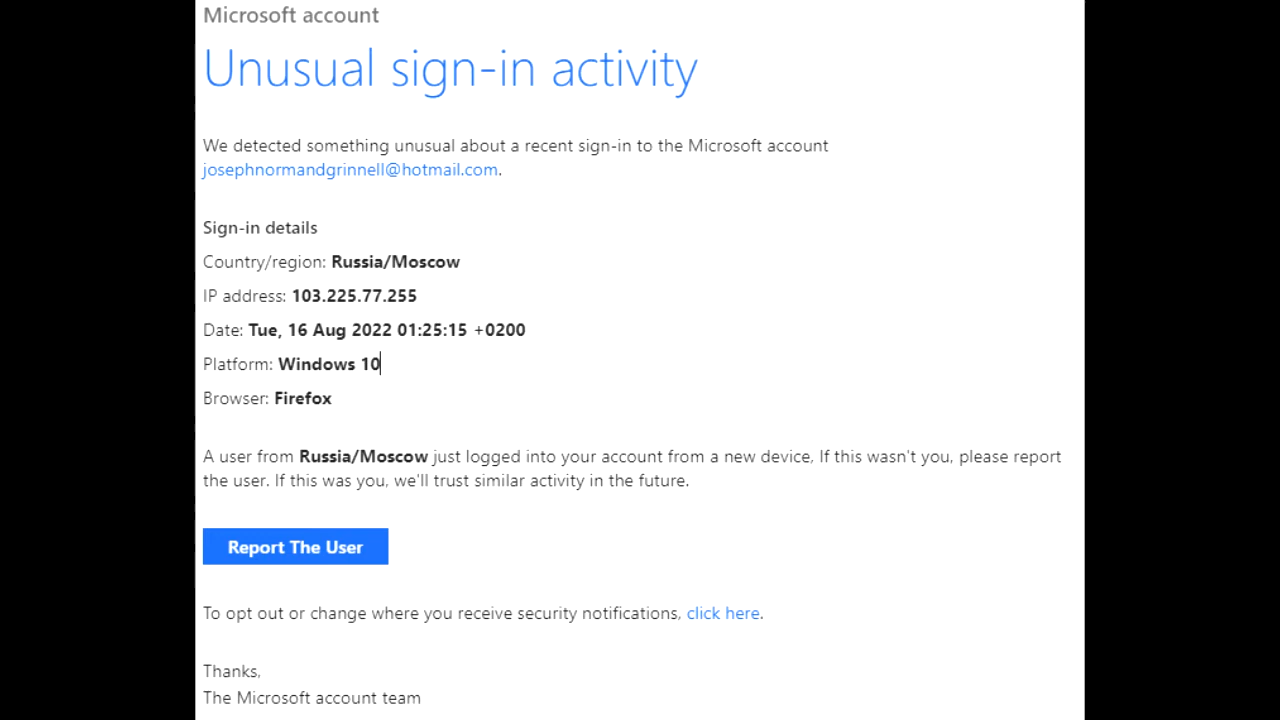 Microsoft account
Unusual sign-in activity
We detected something unusual about a recent sign-in to the Microsoft account
josephnormandgrinnell@hotmail.com.
Sign-in details
Country/region: Russia/Moscow
IP address: 103.225.77.255
Date: Tue, 16 Aug 2022 01:25:15 +0200
Platform: Windows 10
Browser: Firefox
A user from Russia/Moscow just logged into your account from a new device, If this wasn't you, please report
the user. If this was you, we'll trust similar activity in the future.
Report The User
To opt out or change where you receive security notifications, click here.
Thanks,
The Microsoft account team